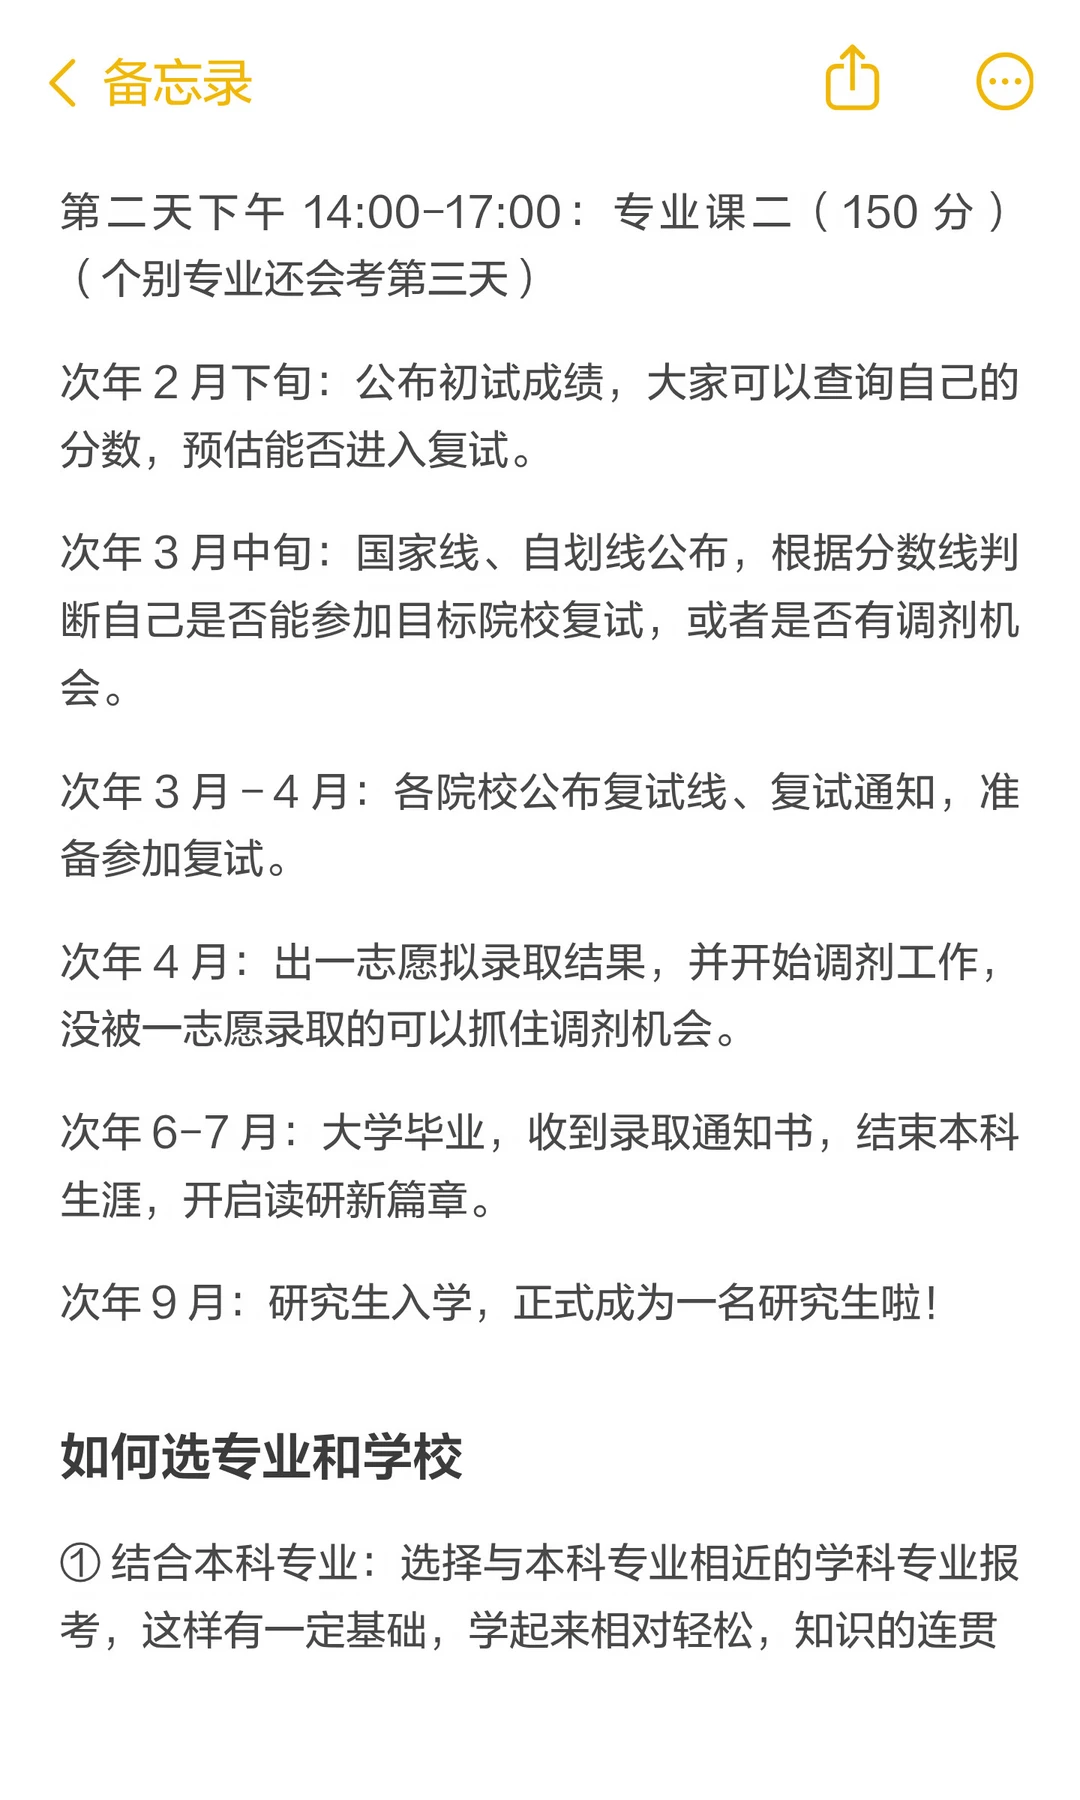 备忘录
第二天下午 14:00-17:00：专业课二（150 分）
（个别专业还会考第三天）
次年 2 月下旬：公布初试成绩，大家可以查询自己的
分数，预估能否进入复试。
次年 3 月中旬：国家线、自划线公布，根据分数线判
断自己是否能参加目标院校复试，或者是否有调剂机
会。
次年 3 月 - 4 月：各院校公布复试线、复试通知，准
备参加复试。
次年 4 月：出一志愿拟录取结果，并开始调剂工作，
没被一志愿录取的可以抓住调剂机会。
次年 6-7 月：大学毕业，收到录取通知书，结束本科
生涯，开启读研新篇章。
次年 9 月：研究生入学，正式成为一名研究生啦！
如何选专业和学校
① 结合本科专业：选择与本科专业相近的学科专业报
考，这样有一定基础，学起来相对轻松，知识的连贯